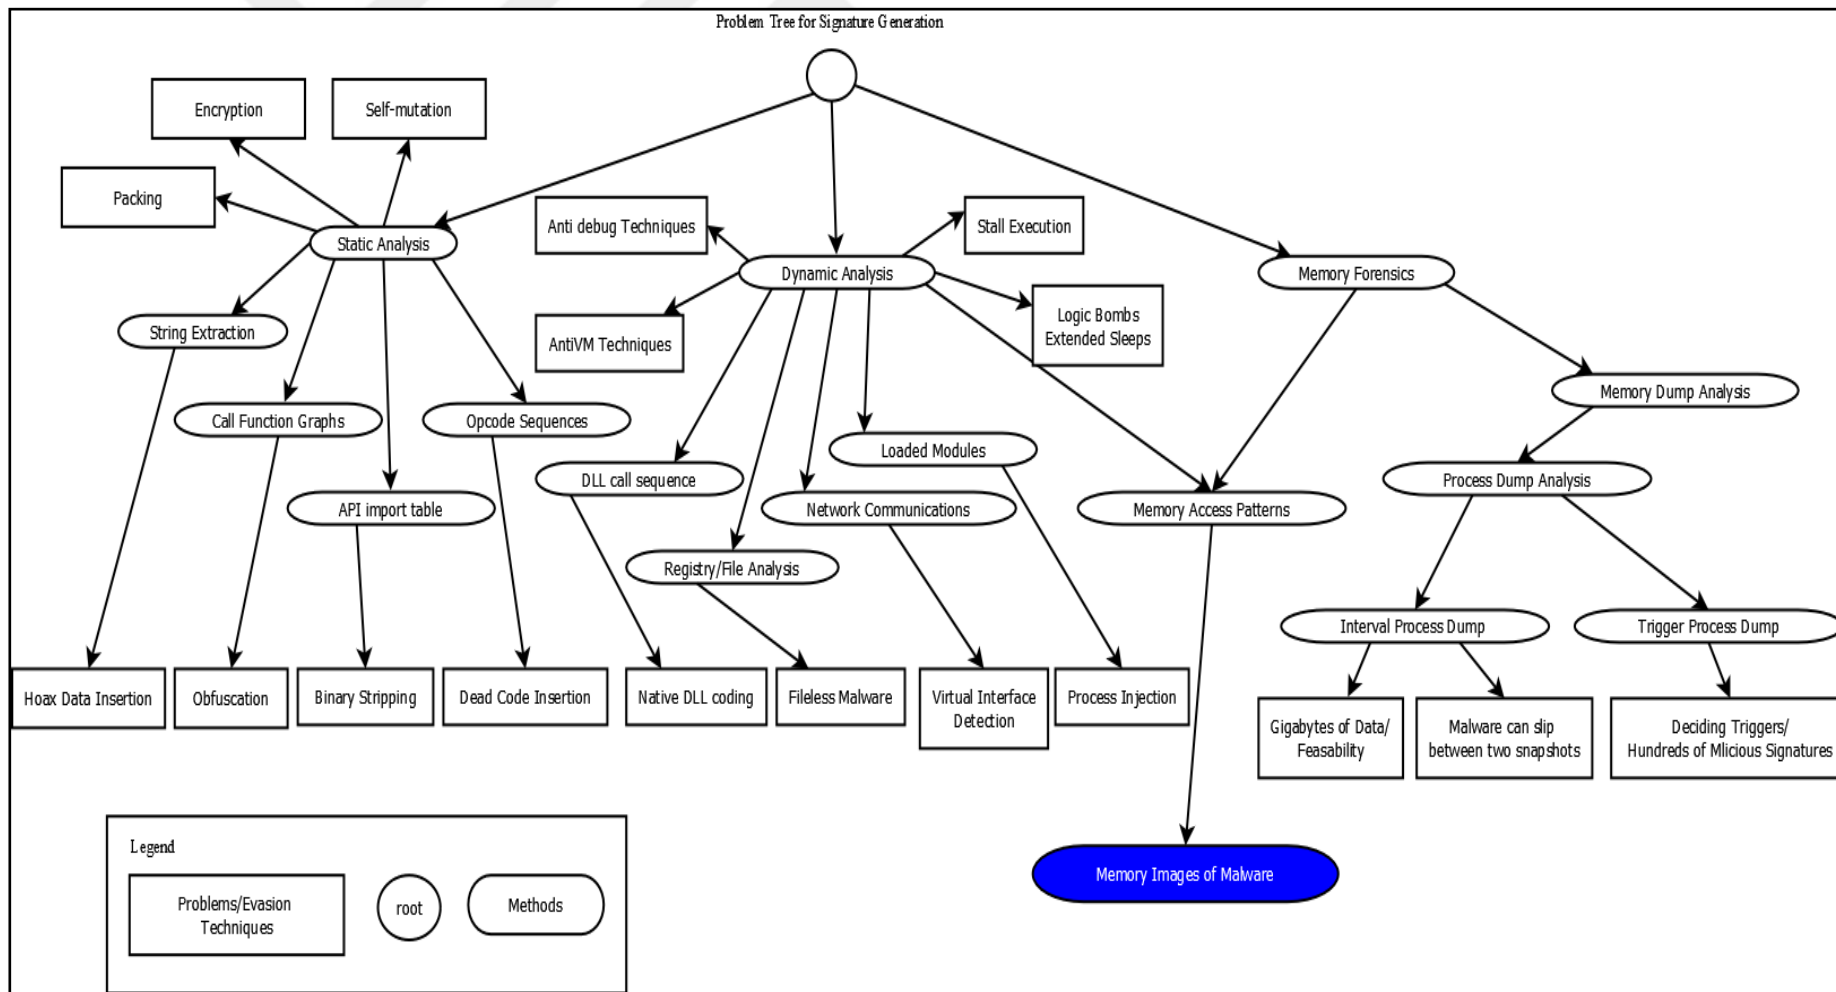 Problem Tree for Signature Generation
Encryption
Self-mutation
Packing
Static Analysis
Anti debug Techniques
Stall Execution
Dynamic Analysis
Memory Forensics
String Extraction
AntiVM Techniques
Logic Bombs
Extended Sleeps
Memory Dump Analysis
Call Function Graphs
Opcode Sequences
Loaded Modules
DLL call sequence
Process Dump Analysis
API import table
Network Communications
Memory Access Patterns
Registry/File Analysis
Interval Process Dump
Trigger Process Dump
Hoax Data Insertion
Obfuscation
Binary Stripping
Dead Code Insertion
Native DLL coding
Fileless Malware
Virtual Interface
Detection
Process Injection
Gigabytes of Data/
Feasability
Malware can slip
between two snapshots
Deciding Triggers/
Hundreds of Mlicious Signatures
Memory Images of Malware
Legend
Problems/Evasion
Techniques
root
Methods